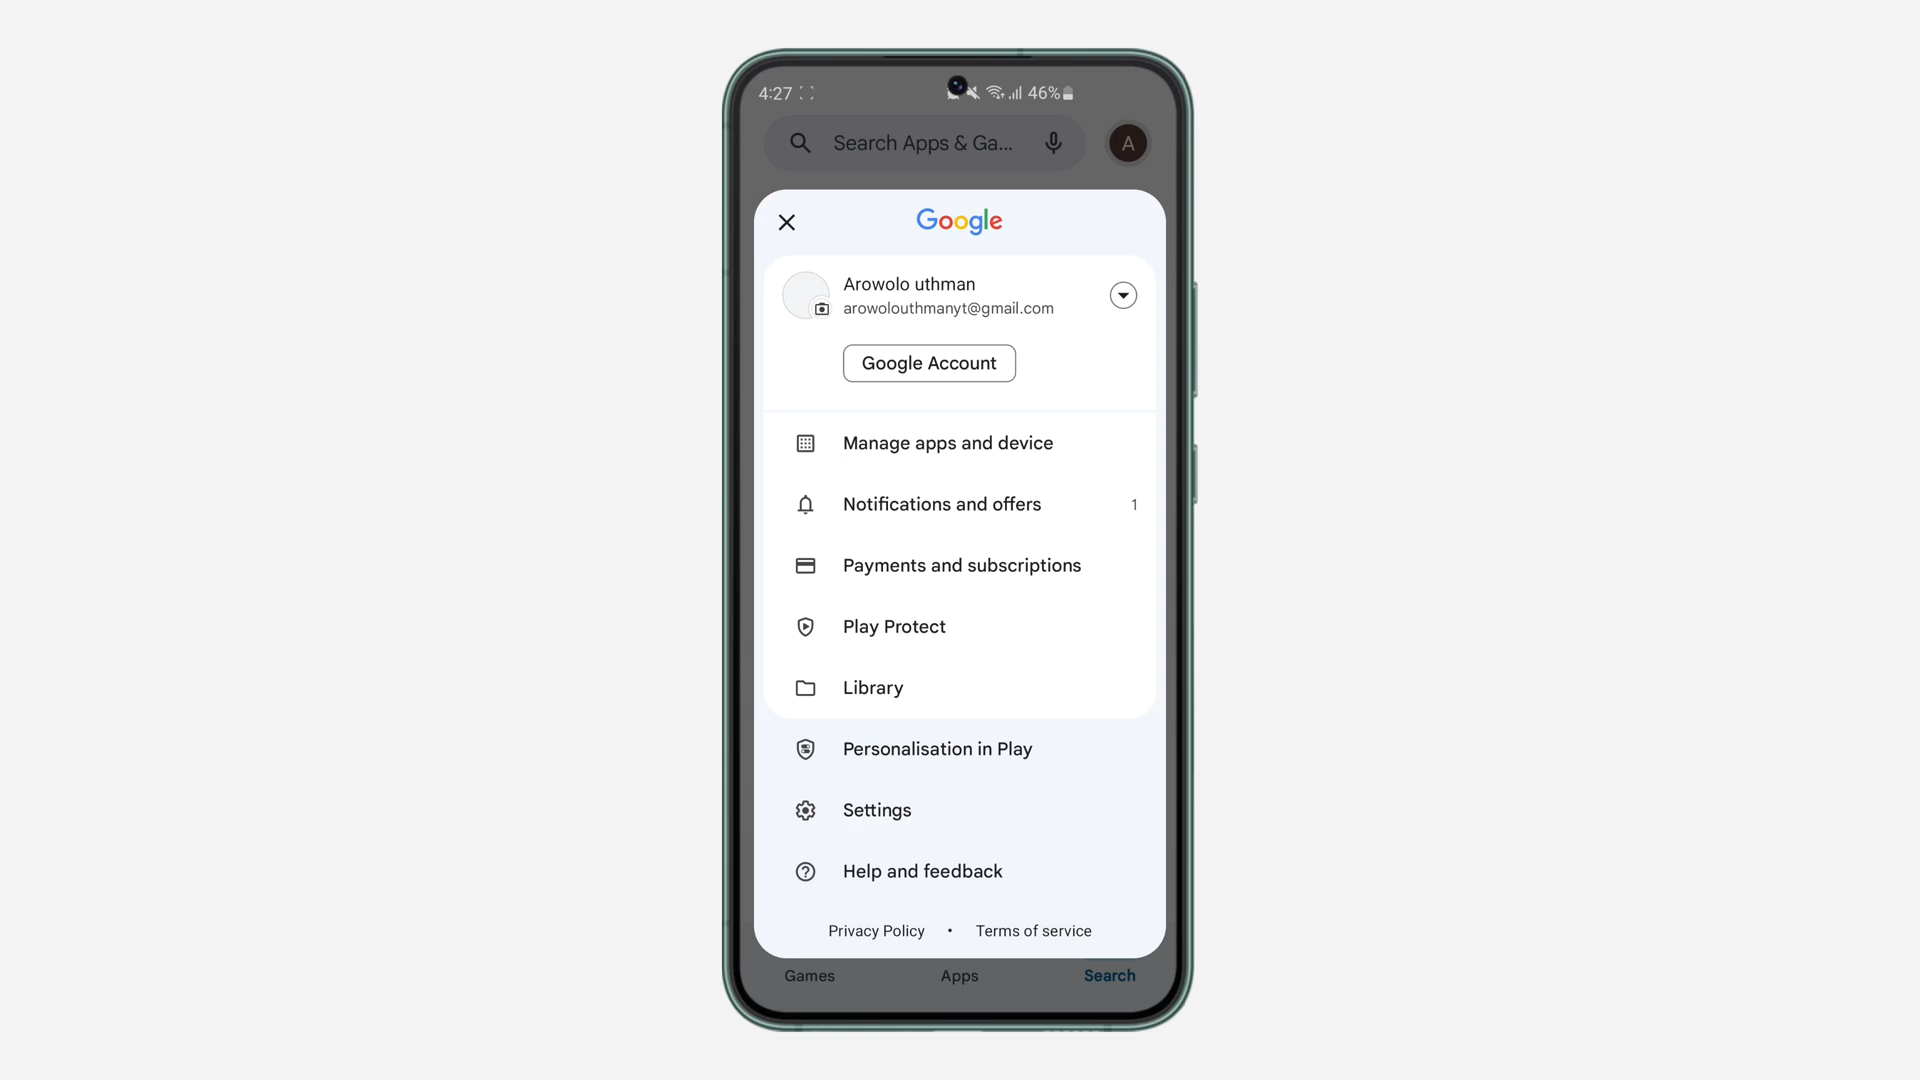 4:27 46%
Search Apps & Ga...
A
Google
Arowolo uthman
arowolouthmanyt@gmail.com
Google Account
Manage apps and device
Notifications and offers 1
Payments and subscriptions
Play Protect
Library
Personalisation in Play
Settings
Help and feedback
Privacy Policy • Terms of service
Games Apps Search